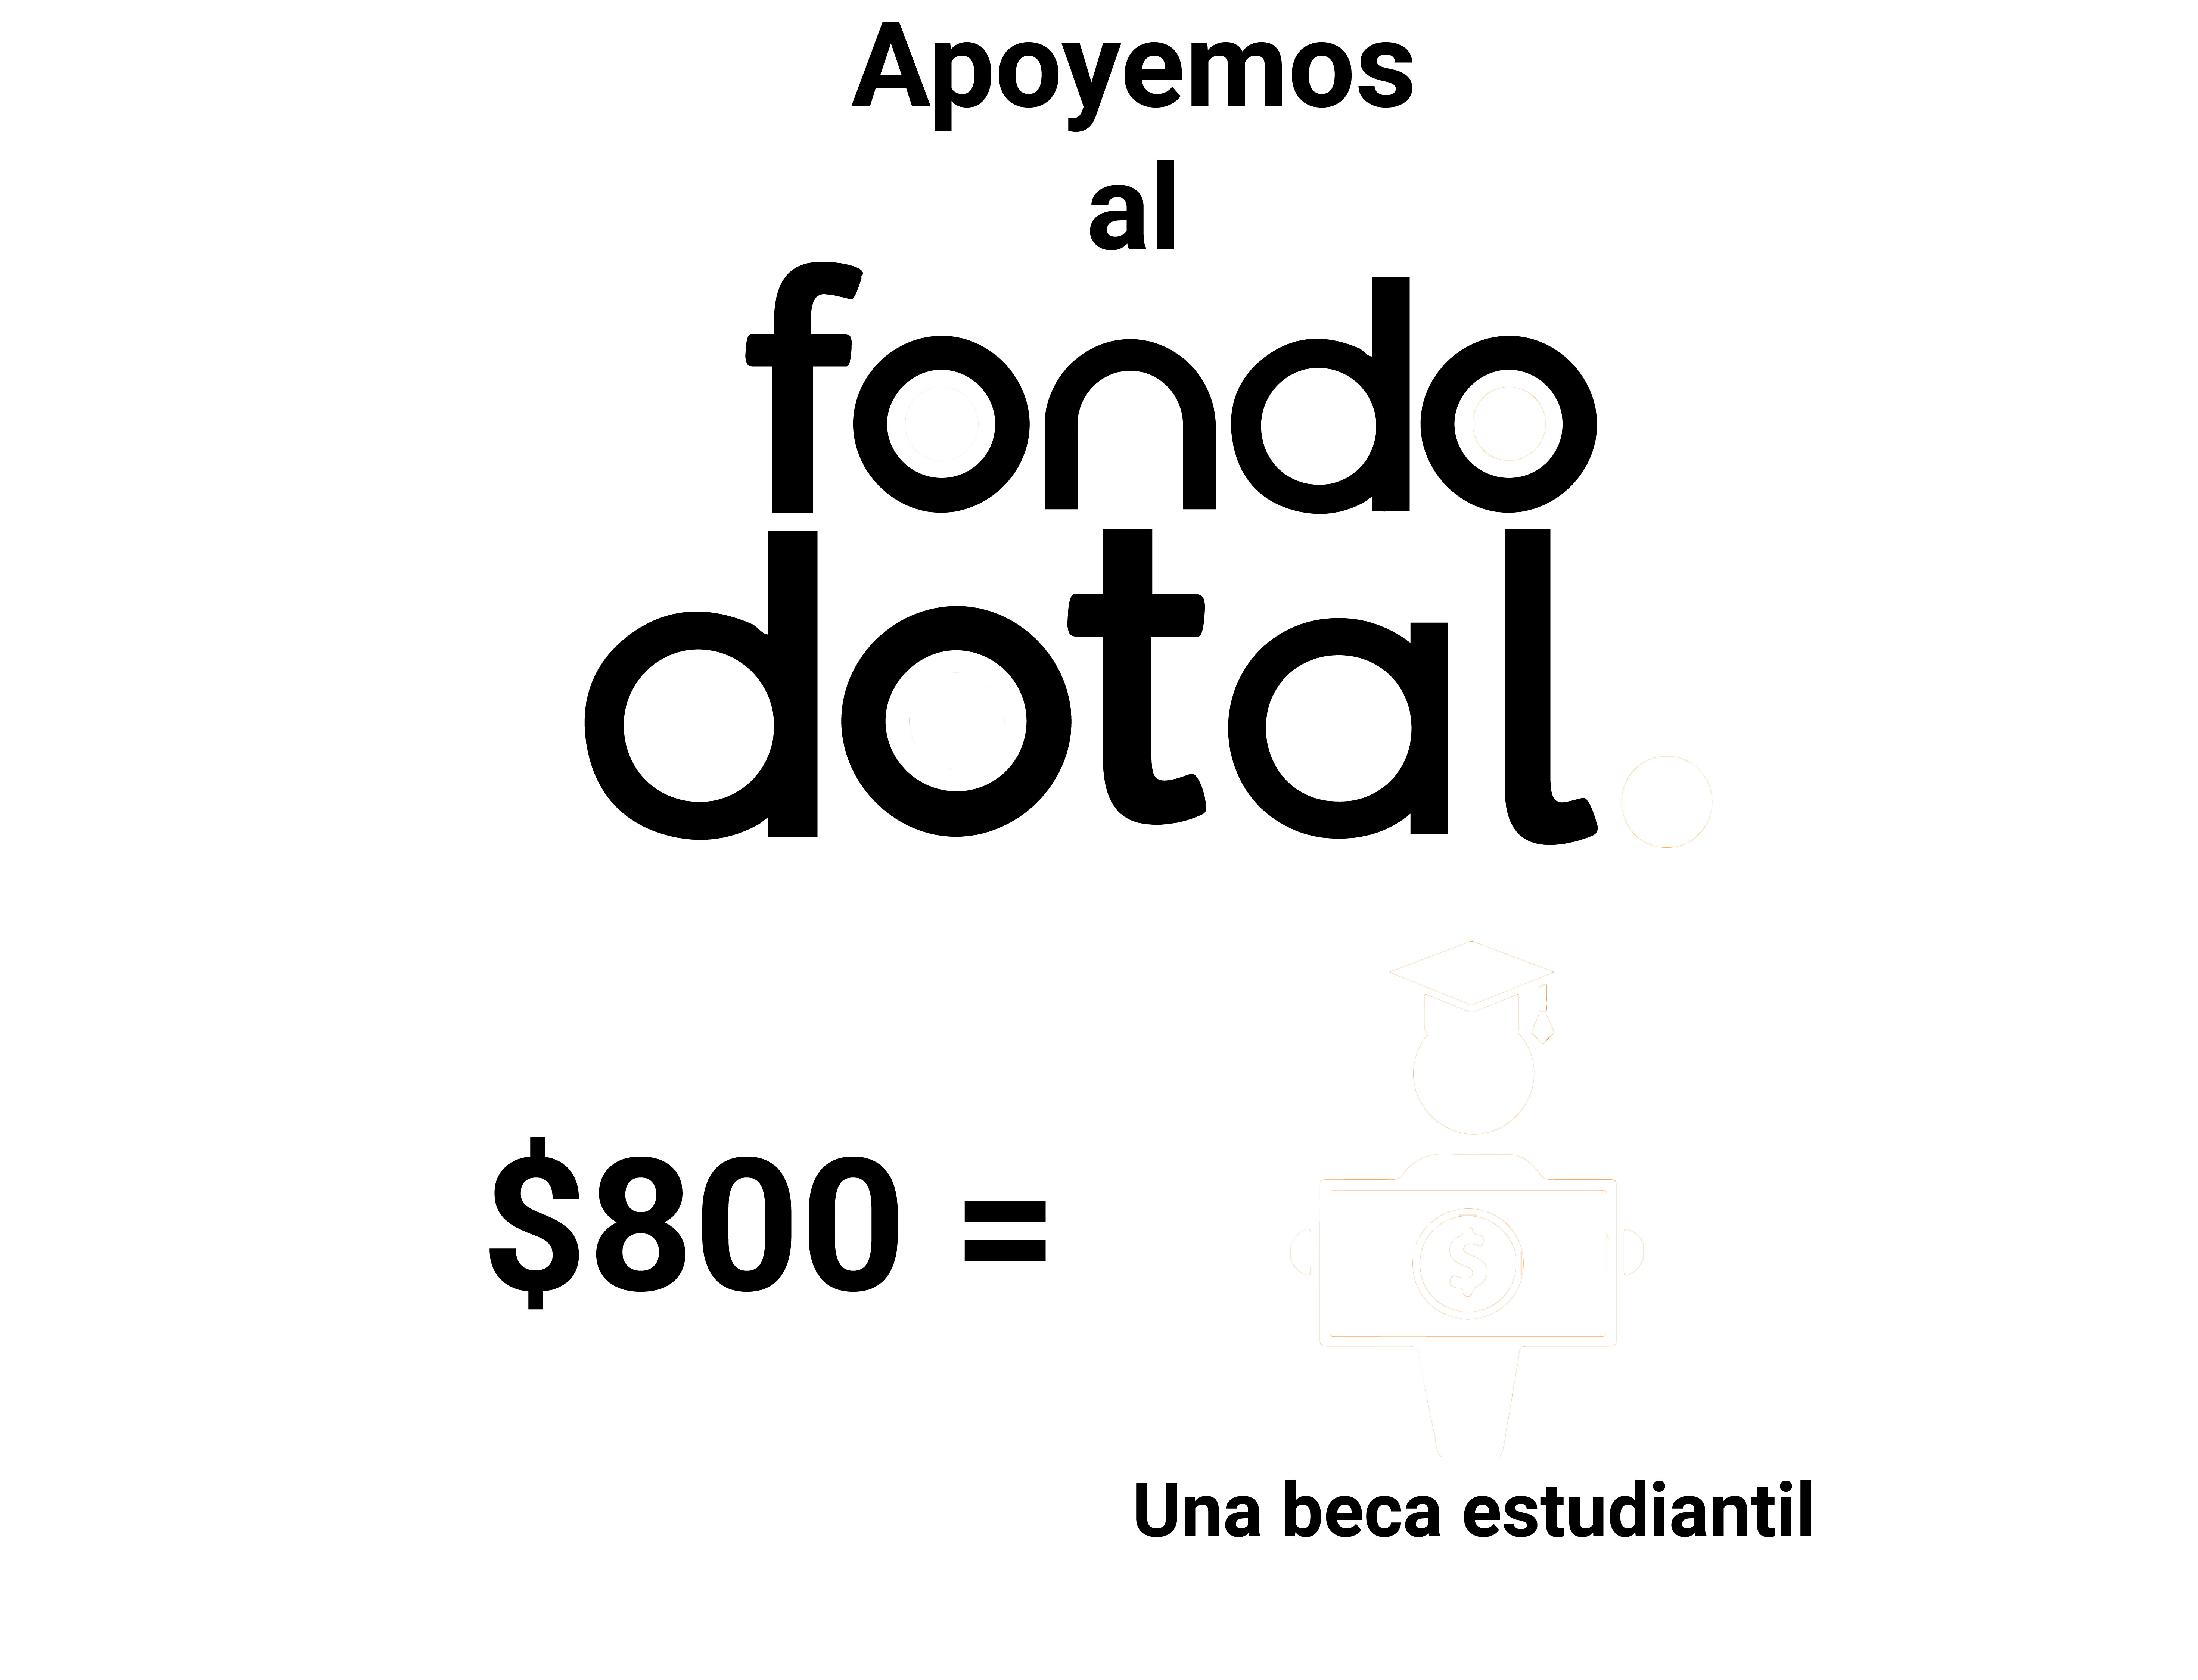 Apoyemos
al
fondo
dotal.
$800 =
$
Una beca estudiantil